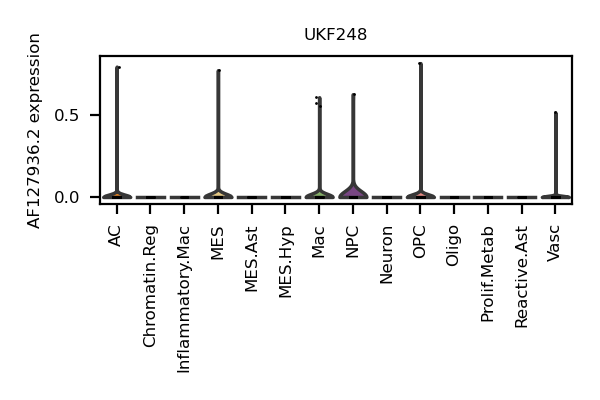 UKF248
AF127936.2 expression
0.5
0.0
AC
Chromatin.Reg
Inflammatory.Mac
MES
MES.Ast
MES.Hyp
Mac
NPC
Neuron
OPC
Oligo
Prolif.Metab
Reactive.Ast
Vasc